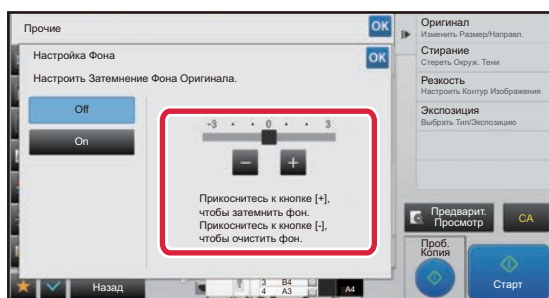 Прочие
OK
Настройка Фона
OK
Настроить Затемнение Фона Оригинала.
Off
On
-3 • • 0 • • 3
− +
Прикоснитесь к кнопке [+],
чтобы затемнить фон.
Прикоснитесь к кнопке [-],
чтобы очистить фон.
Назад
3 B4
4 A3
A4
Оригинал
Изменить Размер/Направл.
Стирание
Стереть Окруж. Тени
Резкость
Настроить Контур Изображения
Экспозиция
Выбрать Тип/Экспозицию
Предварит.
Просмотр
CA
Проб.
Копия
Старт